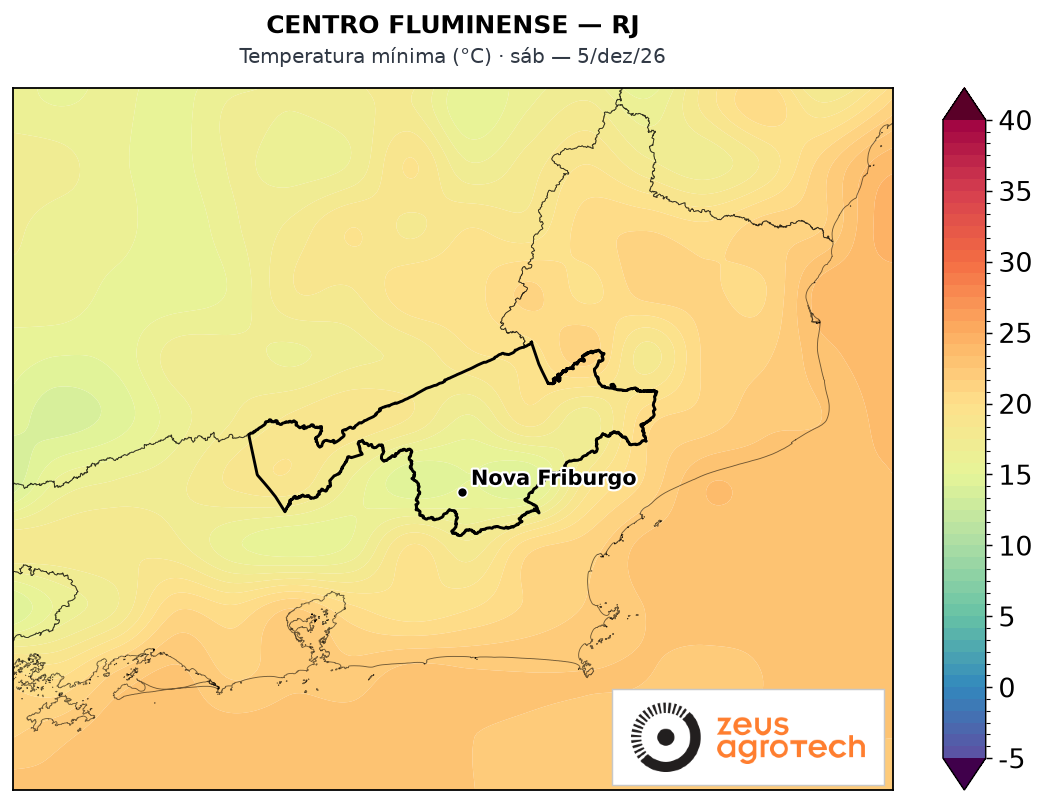 CENTRO FLUMINENSE — RJ
Temperatura mínima (°C) · sáb — 5/dez/26
40
35
30
25
20
15
10
5
0
-5
Nova Friburgo
zeus
agrotech